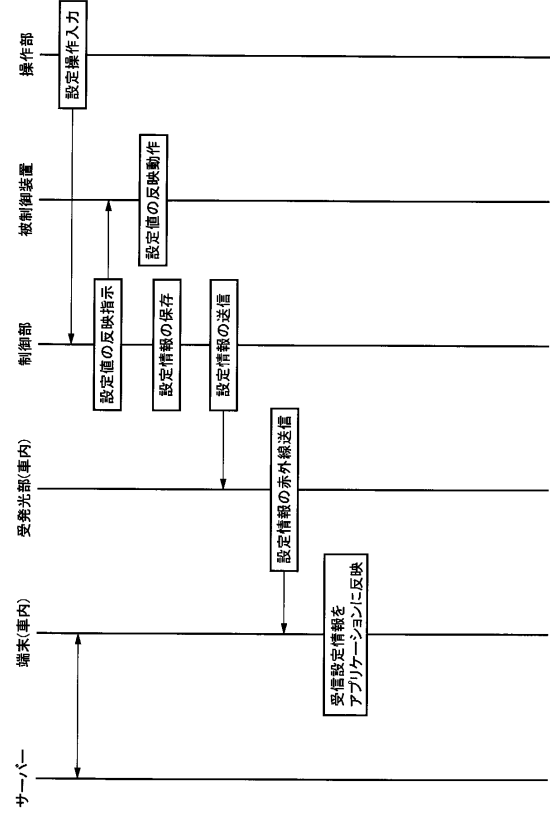 サーバー
端末(車内)
受発光部(車内)
制御部
被制御装置
操作部
設定操作入力
設定値の反映指示
設定値の反映動作
設定情報の保存
設定情報の送信
設定情報の赤外線送信
受信設定情報を
アプリケーションに反映